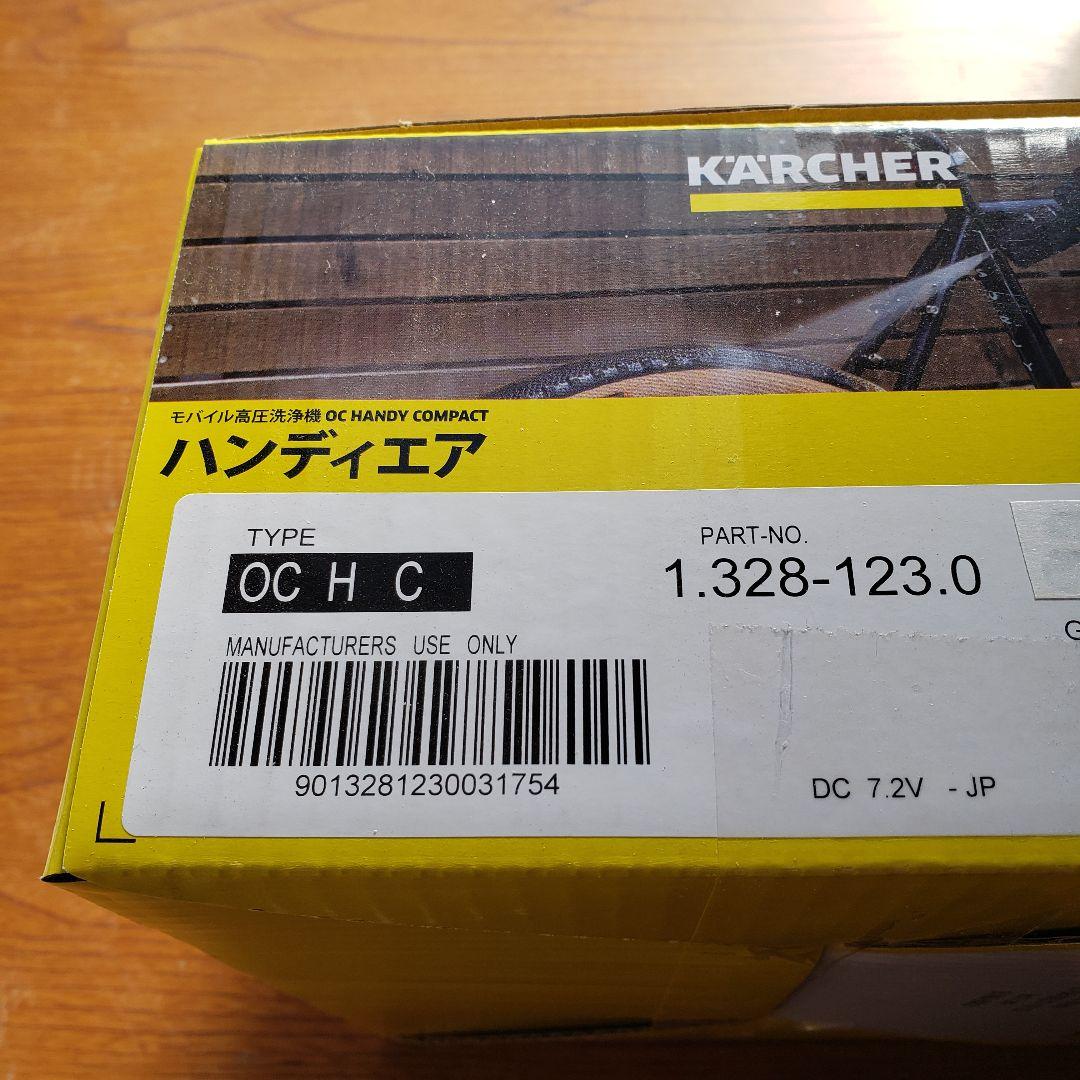 KÄRCHER
モバイル高圧洗浄機 OC HANDY COMPACT
ハンディエア
TYPE
OC H C
PART-NO.
1.328-123.0
MANUFACTURERS USE ONLY
9013281230031754
DC 7.2V - JP